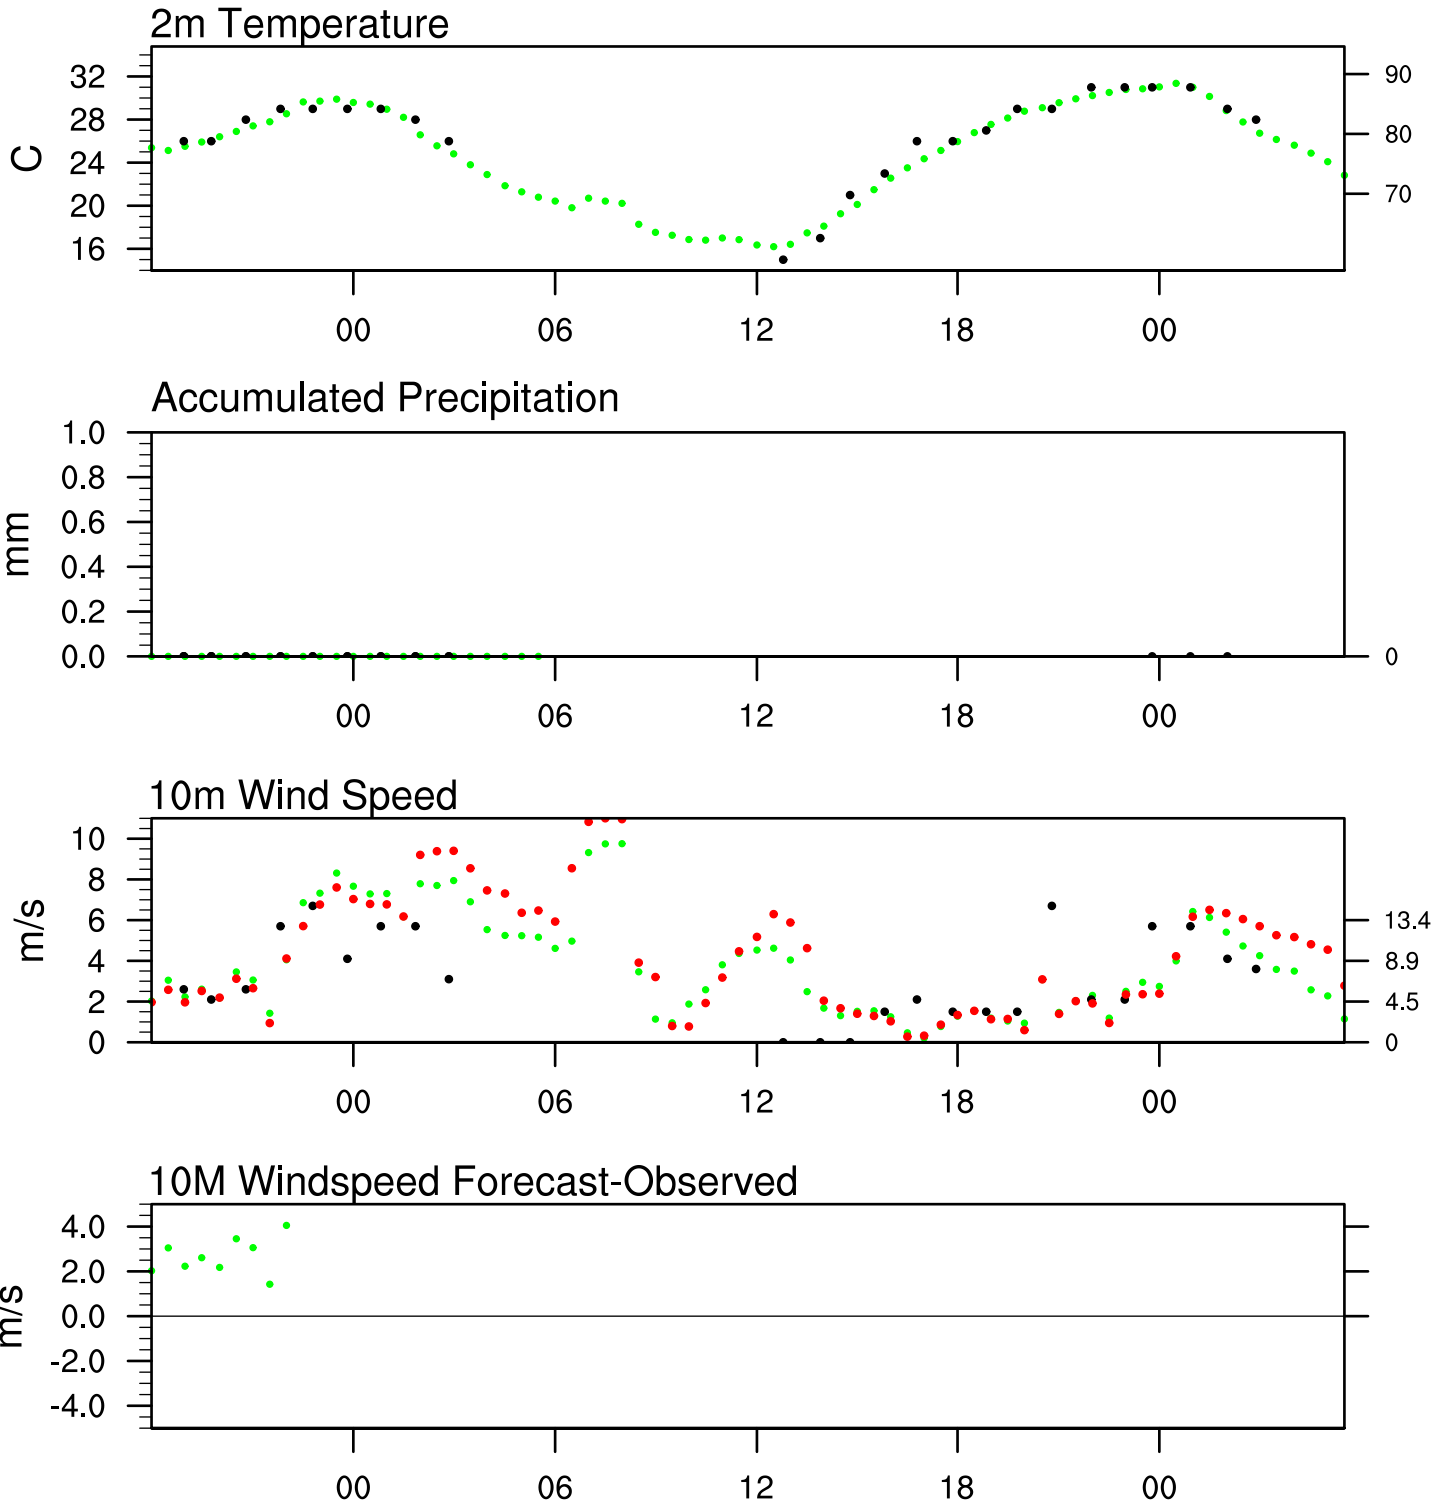 2m Temperature
32
28
24
20
16
C
90
80
70
00 06 12 18 00
Accumulated Precipitation
1.0
0.8
0.6
0.4
0.2
0.0
mm
0
00 06 12 18 00
10m Wind Speed
10
8
6
4
2
0
m/s
13.4
8.9
4.5
0
00 06 12 18 00
10M Windspeed Forecast-Observed
4.0
2.0
0.0
-2.0
-4.0
m/s
00 06 12 18 00